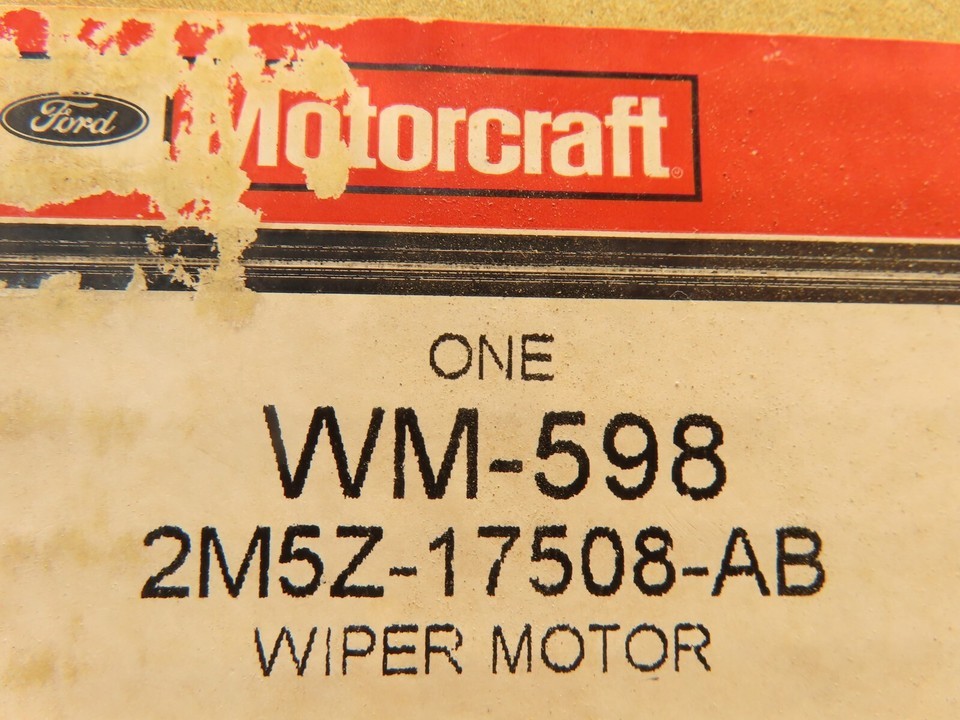 Ford
Motorcraft®
ONE
WM-598
2M5Z-17508-AB
WIPER MOTOR